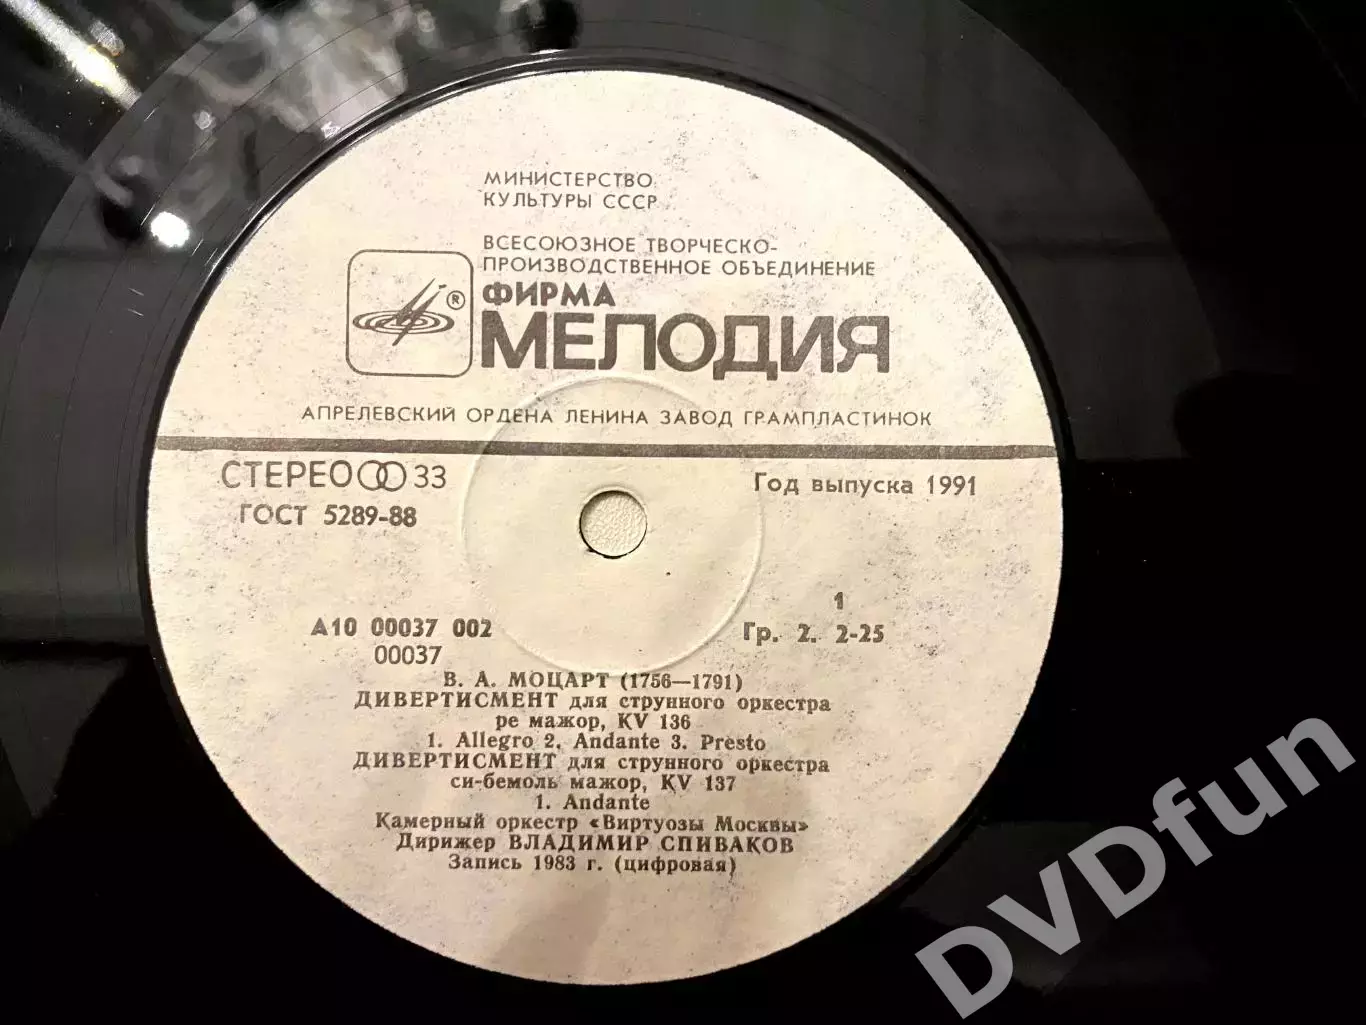 МИНИСТЕРСТВО
КУЛЬТУРЫ СССР
ВСЕСОЮЗНОЕ ТВОРЧЕСКО-
ПРОИЗВОДСТВЕННОЕ ОБЪЕДИНЕНИЕ
®
ФИРМА
МЕЛОДИЯ
АПРЕЛЕВСКИЙ ОРДЕНА ЛЕНИНА ЗАВОД ГРАМПЛАСТИНОК
СТЕРЕО 33
Год выпуска 1991
ГОСТ 5289-88
1
А10 00037 002
Гр. 2. 2-25
00037
В. А. МОЦАРТ (1756—1791)
ДИВЕРТИСМЕНТ для струнного оркестра
ре мажор, KV 136
1. Allegro 2. Andante 3. Presto
ДИВЕРТИСМЕНТ для струнного оркестра
си-бемоль мажор, KV 137
1. Andante
Камерный оркестр «Виртуозы Москвы»
Дирижер ВЛАДИМИР СПИВАКОВ
Запись 1983 г. (цифровая)
DVDfun